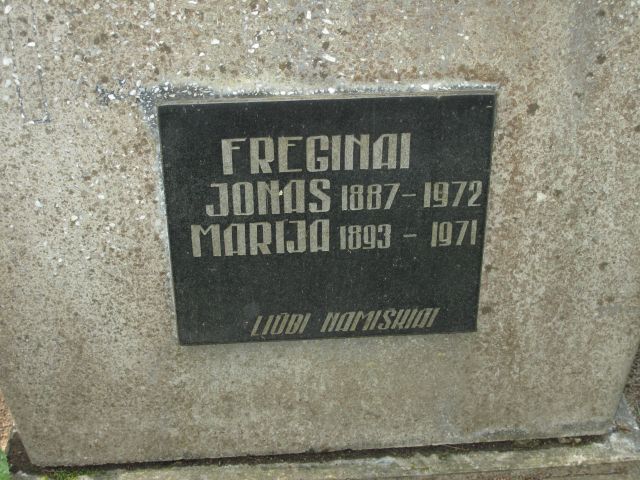 FREGINAI
JONAS 1887-1972
MARIJA 1893 - 1971
LIŪDI NAMIŠKIAI